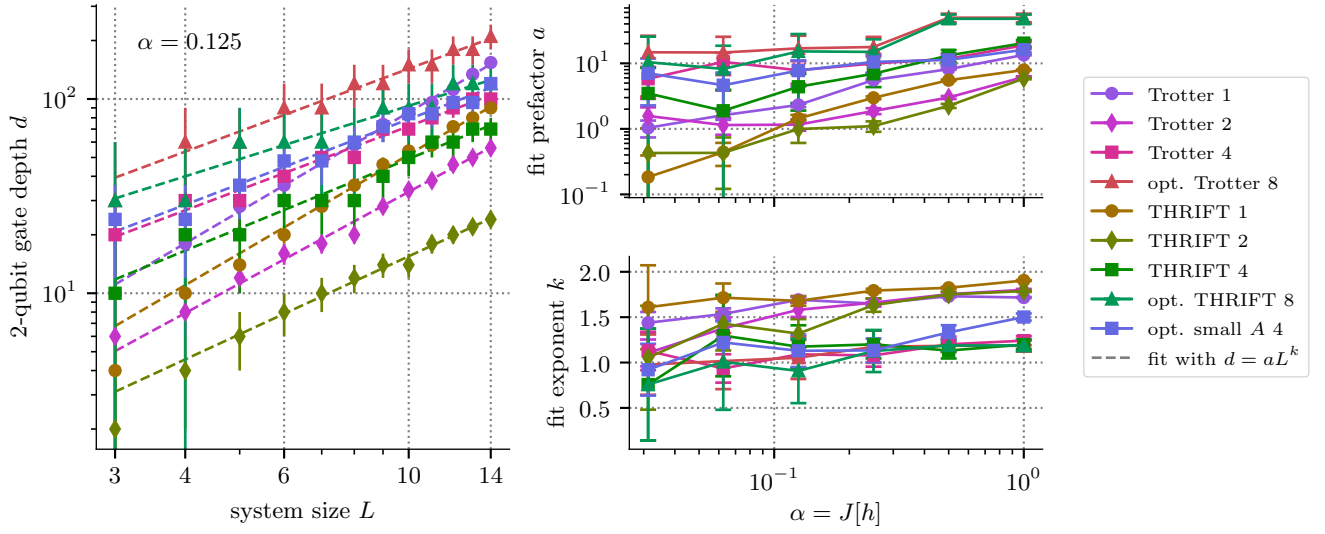 2-qubit gate depth d
10²
10¹
α = 0.125
3
4
6
10
14
system size L
fit prefactor a
10¹
10⁰
10⁻¹
fit exponent k
2.0
1.5
1.0
0.5
10⁻¹
10⁰
α = J[h]
Trotter 1
Trotter 2
Trotter 4
opt. Trotter 8
THRIFT 1
THRIFT 2
THRIFT 4
opt. THRIFT 8
opt. small A 4
fit with d = aLᵏ